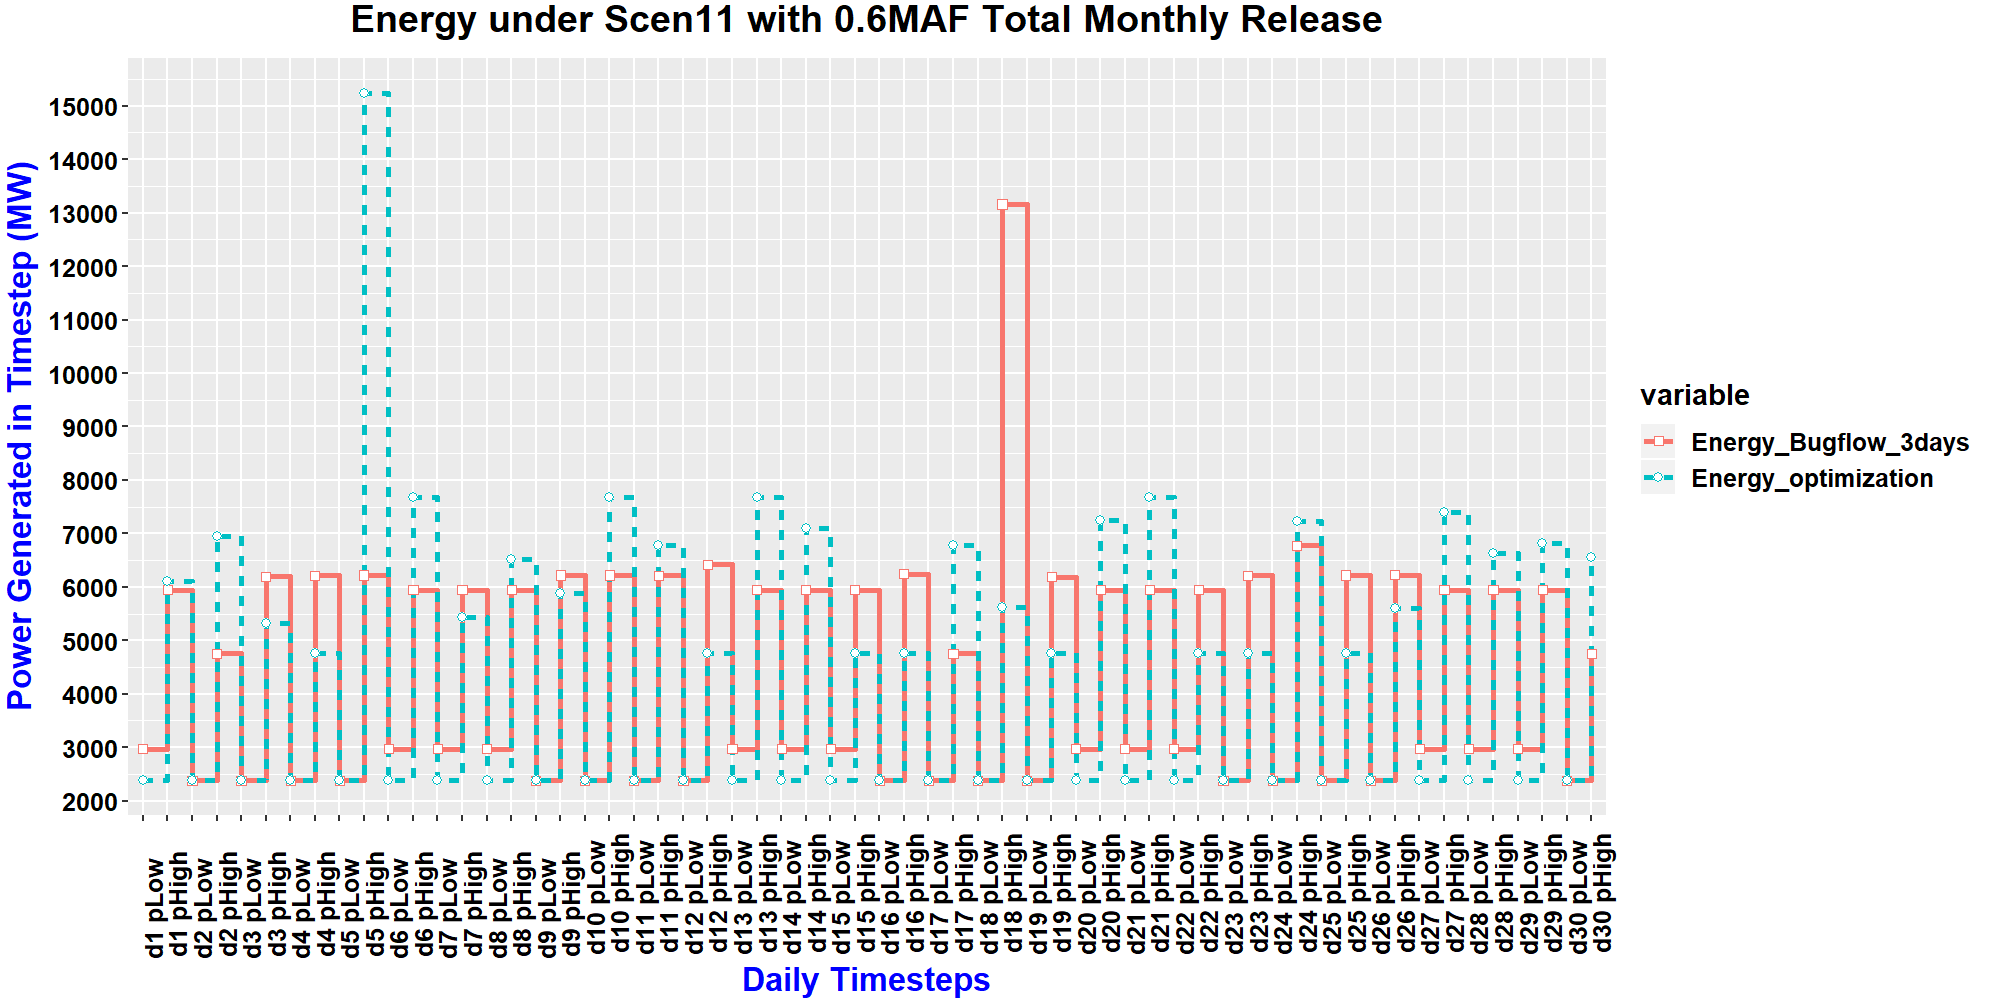 Energy under Scen11 with 0.6MAF Total Monthly Release
Power Generated in Timestep (MW)
15000
14000
13000
12000
11000
10000
9000
8000
7000
6000
5000
4000
3000
2000
d1 pLow
d1 pHigh
d2 pLow
d2 pHigh
d3 pLow
d3 pHigh
d4 pLow
d4 pHigh
d5 pLow
d5 pHigh
d6 pLow
d6 pHigh
d7 pLow
d7 pHigh
d8 pLow
d8 pHigh
d9 pLow
d9 pHigh
d10 pLow
d10 pHigh
d11 pLow
d11 pHigh
d12 pLow
d12 pHigh
d13 pLow
d13 pHigh
d14 pLow
d14 pHigh
d15 pLow
d15 pHigh
d16 pLow
d16 pHigh
d17 pLow
d17 pHigh
d18 pLow
d18 pHigh
d19 pLow
d19 pHigh
d20 pLow
d20 pHigh
d21 pLow
d21 pHigh
d22 pLow
d22 pHigh
d23 pLow
d23 pHigh
d24 pLow
d24 pHigh
d25 pLow
d25 pHigh
d26 pLow
d26 pHigh
d27 pLow
d27 pHigh
d28 pLow
d28 pHigh
d29 pLow
d29 pHigh
d30 pLow
d30 pHigh
Daily Timesteps
variable
Energy_Bugflow_3days
Energy_optimization